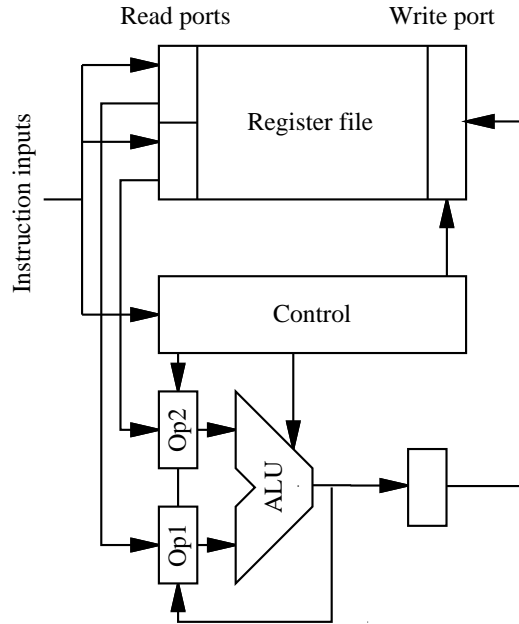 Read ports
Write port
Register file
Instruction inputs
Control
Op2
ALU
Op1